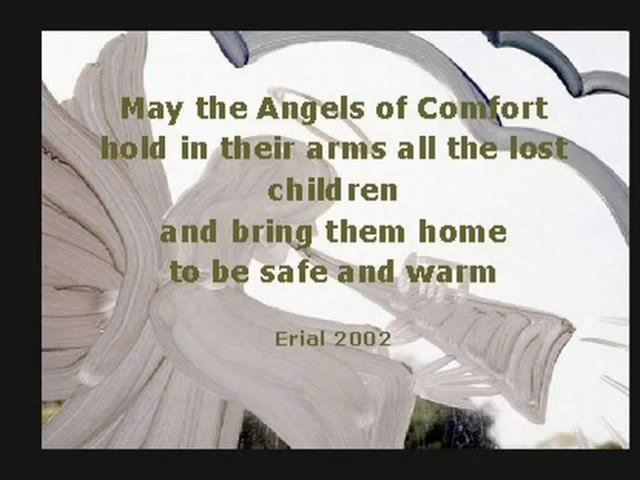 May the Angels of Comfort
hold in their arms all the lost
children
and bring them home
to be safe and warm
Erial 2002